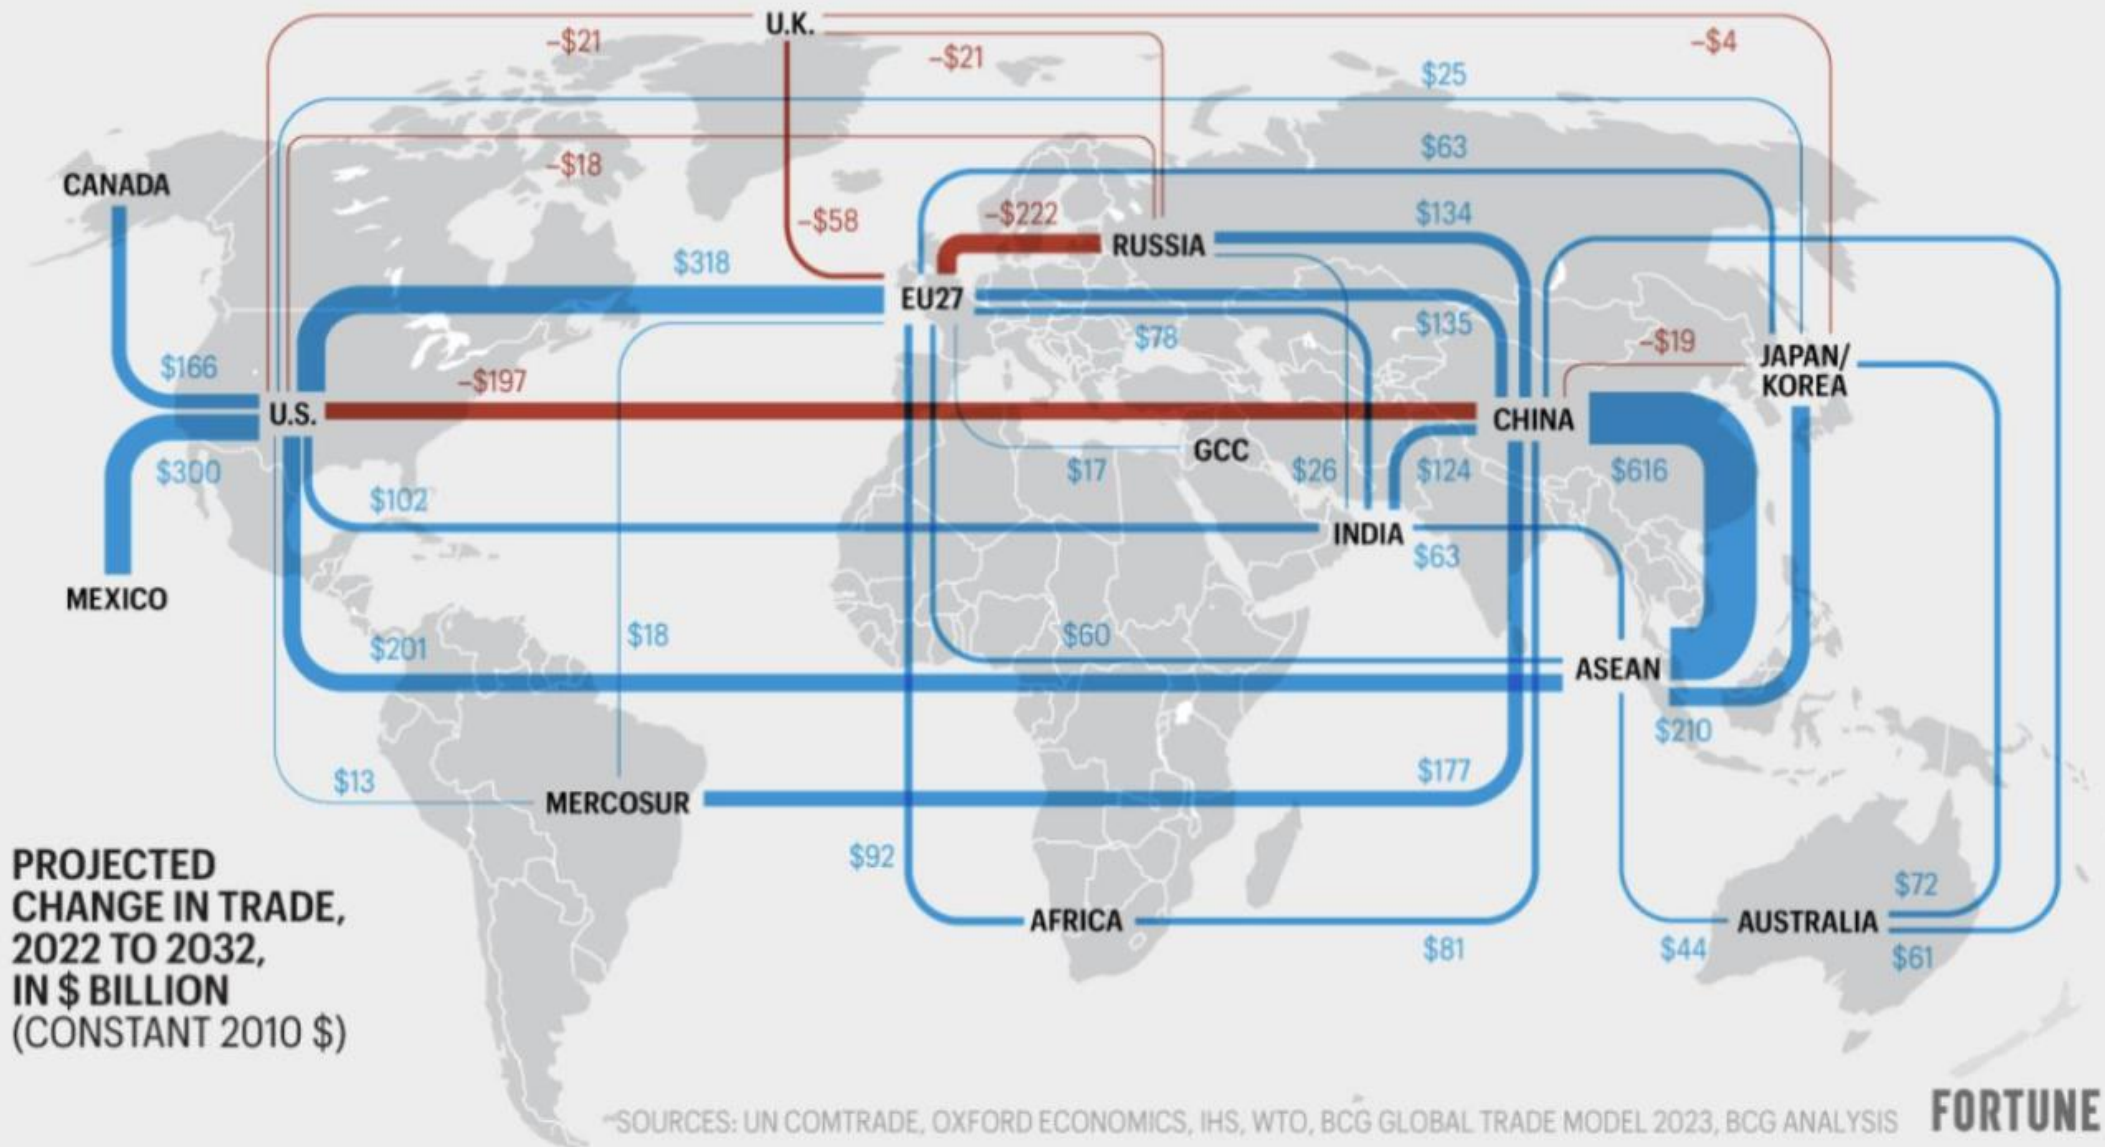 U.K.
–$21
–$21
–$4
$25
–$18
$63
CANADA
–$58
–$222
RUSSIA
$134
$318
EU27
$78
$135
–$19
JAPAN/
KOREA
$166
–$197
U.S.
CHINA
GCC
$300
$17
$26
$124
$616
$102
INDIA
$63
MEXICO
$201
$18
$60
ASEAN
$210
$13
MERCOSUR
$177
$92
AFRICA
$81
$44
AUSTRALIA
$72
$61
PROJECTED
CHANGE IN TRADE,
2022 TO 2032,
IN $ BILLION
(CONSTANT 2010 $)
SOURCES: UN COMTRADE, OXFORD ECONOMICS, IHS, WTO, BCG GLOBAL TRADE MODEL 2023, BCG ANALYSIS
FORTUNE